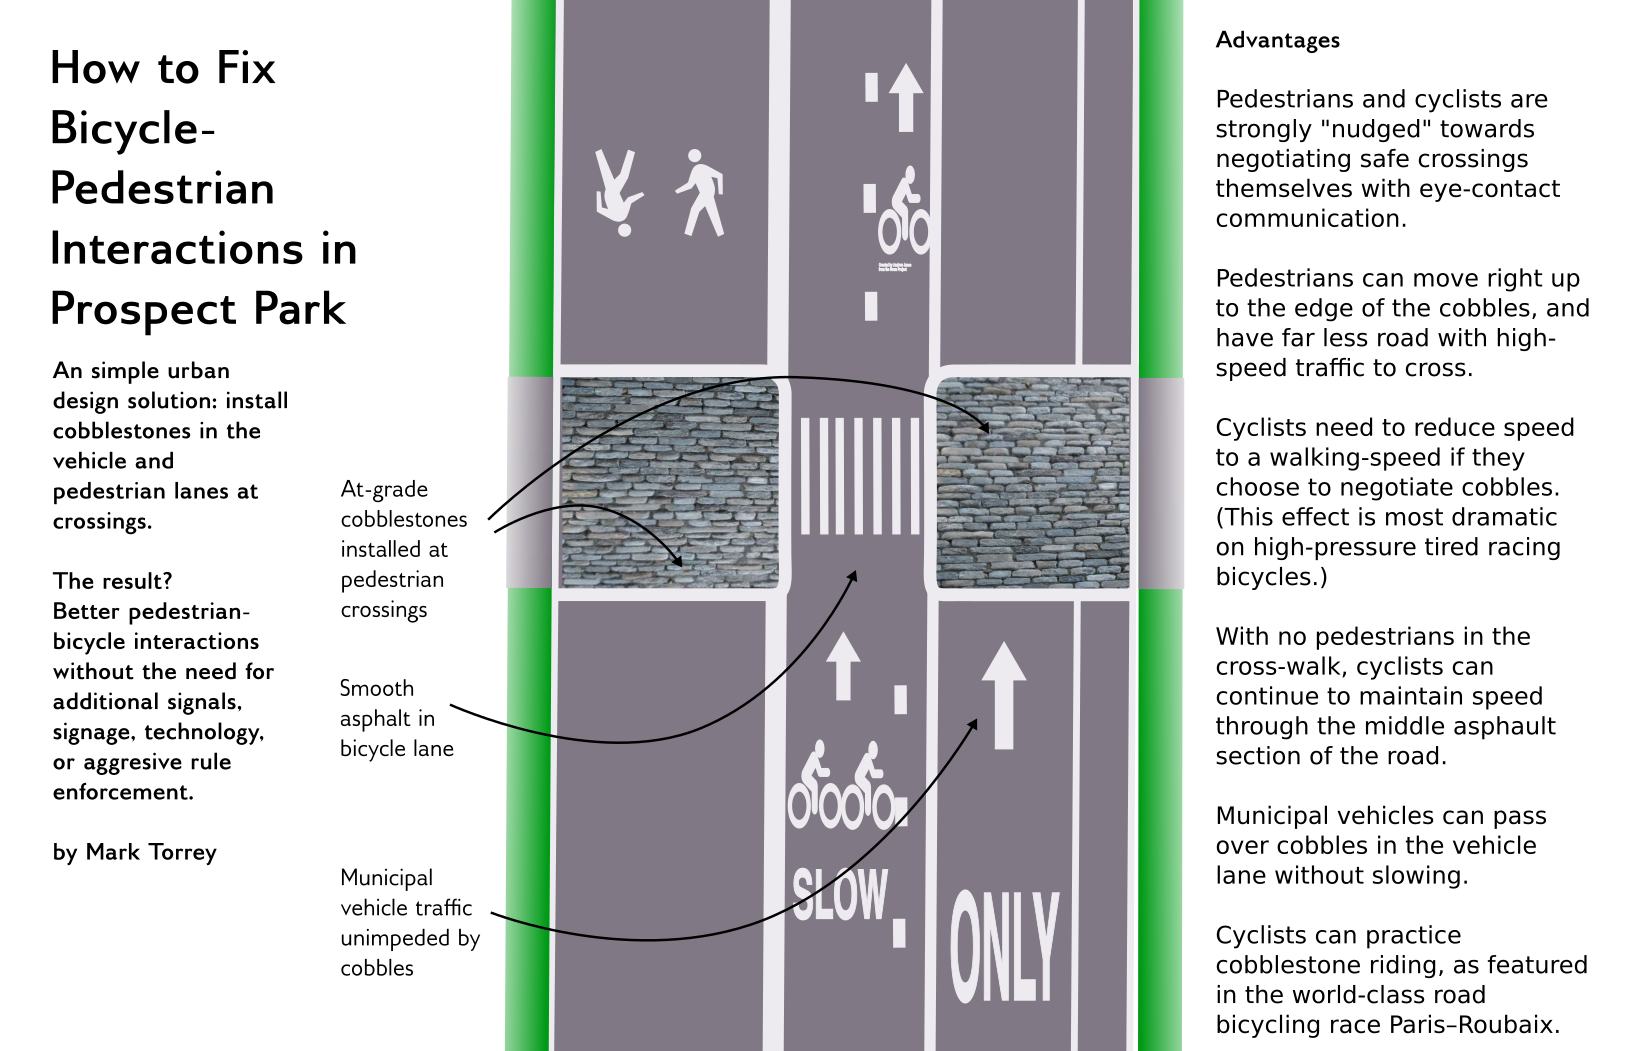 How to Fix
Bicycle-
Pedestrian
Interactions in
Prospect Park
An simple urban
design solution: install
cobblestones in the
vehicle and
pedestrian lanes at
crossings.
The result?
Better pedestrian-
bicycle interactions
without the need for
additional signals,
signage, technology,
or aggresive rule
enforcement.
by Mark Torrey
At-grade
cobblestones
installed at
pedestrian
crossings
Smooth
asphalt in
bicycle lane
Municipal
vehicle traffic
unimpeded by
cobbles
SLOW
ONLY
Advantages
Pedestrians and cyclists are
strongly "nudged" towards
negotiating safe crossings
themselves with eye-contact
communication.
Pedestrians can move right up
to the edge of the cobbles, and
have far less road with high-
speed traffic to cross.
Cyclists need to reduce speed
to a walking-speed if they
choose to negotiate cobbles.
(This effect is most dramatic
on high-pressure tired racing
bicycles.)
With no pedestrians in the
cross-walk, cyclists can
continue to maintain speed
through the middle asphault
section of the road.
Municipal vehicles can pass
over cobbles in the vehicle
lane without slowing.
Cyclists can practice
cobblestone riding, as featured
in the world-class road
bicycling race Paris–Roubaix.